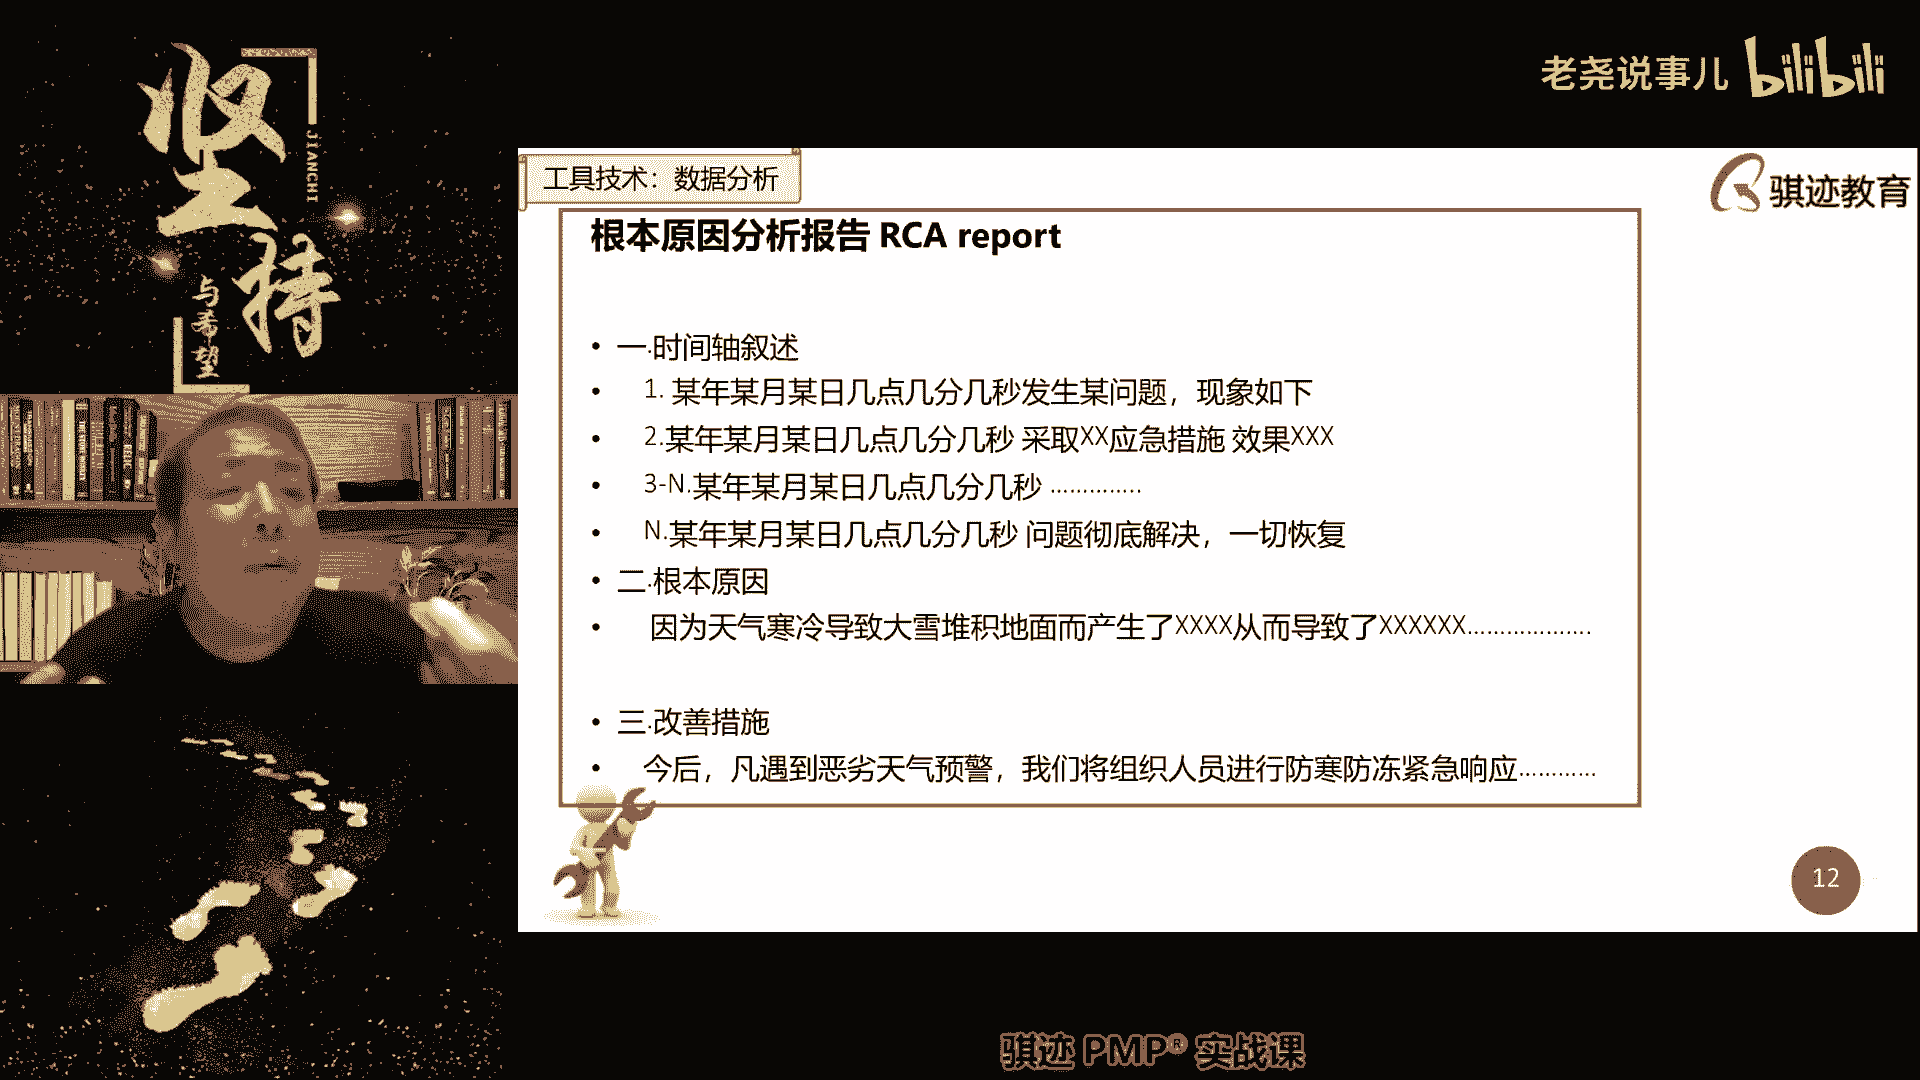 坚持
JIANCHI
与希望
老尧说事儿 bilibili
工具技术：数据分析
骐迹教育
根本原因分析报告 RCA report
• 一.时间轴叙述
• 1. 某年某月某日几点几分几秒发生某问题，现象如下
• 2.某年某月某日几点几分几秒 采取XX应急措施 效果XXX
• 3-N.某年某月某日几点几分几秒 .............
• N.某年某月某日几点几分几秒 问题彻底解决，一切恢复
• 二.根本原因
• 因为天气寒冷导致大雪堆积地面而产生了XXXX从而导致了XXXXXX..................
• 三.改善措施
• 今后，凡遇到恶劣天气预警，我们将组织人员进行防寒防冻紧急响应...........
12
骐迹 PMP® 实战课